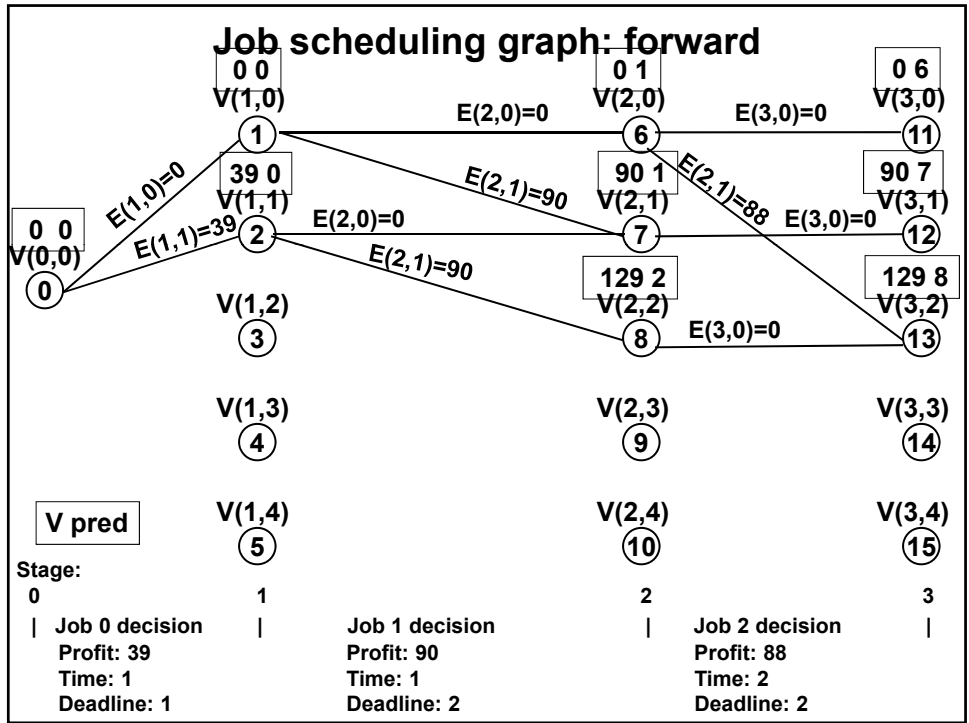 Job scheduling graph: forward
0 0
0 1
0 6
V(1,0)
V(2,0)
V(3,0)
E(2,0)=0
E(3,0)=0
1
6
11
E(1,0)=0
39 0
E(2,1)=90
90 1
E(2,1)=88
90 7
V(1,1)
V(2,1)
V(3,1)
0 0
E(1,1)=39
2
E(2,0)=0
7
E(3,0)=0
12
V(0,0)
0
E(2,1)=90
129 2
129 8
V(1,2)
V(2,2)
V(3,2)
3
8
E(3,0)=0
13
V(1,3)
V(2,3)
V(3,3)
4
9
14
V pred
V(1,4)
V(2,4)
V(3,4)
5
10
15
Stage:
0
1
2
3
| Job 0 decision
| Job 1 decision
| Job 2 decision
|
Profit: 39
Profit: 90
Profit: 88
Time: 1
Time: 1
Time: 2
Deadline: 1
Deadline: 2
Deadline: 2